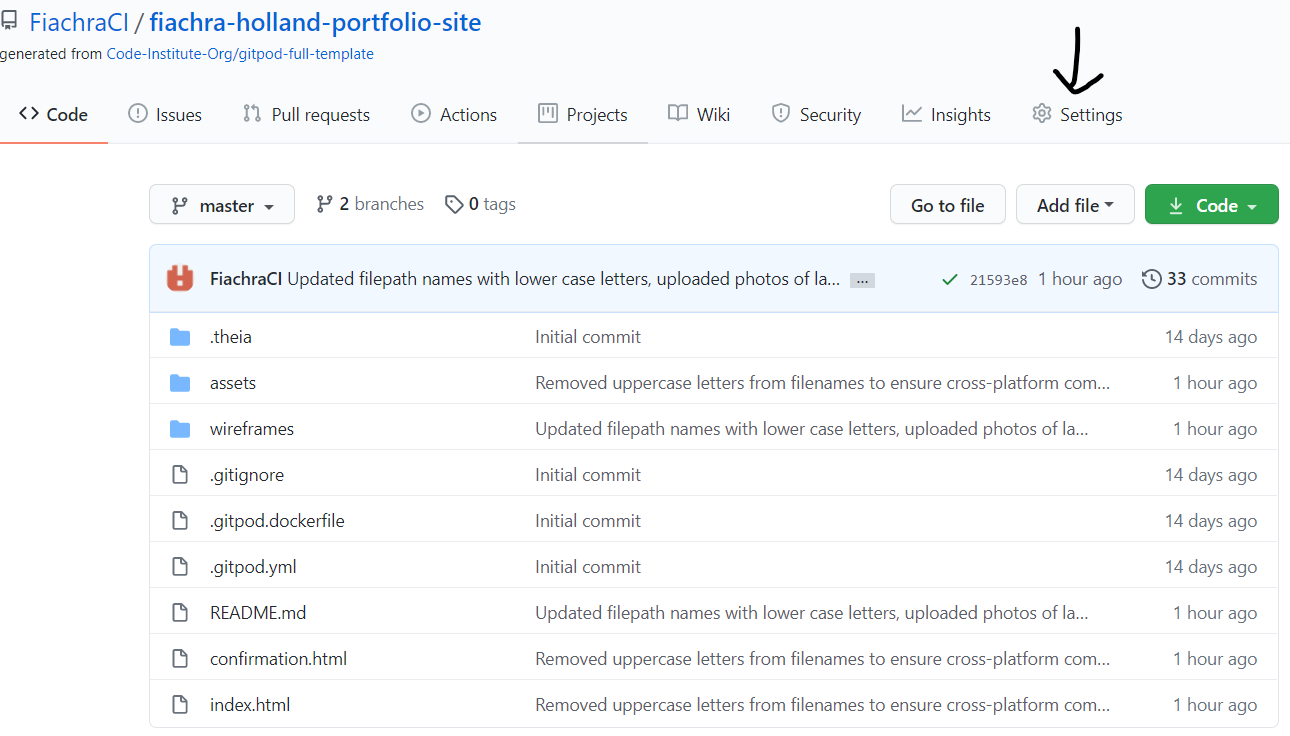 FiachraCI / fiachra-holland-portfolio-site
generated from Code-Institute-Org/gitpod-full-template
Code Issues Pull requests Actions Projects Wiki Security Insights Settings
master 2 branches 0 tags Go to file Add file Code
FiachraCI Updated filepath names with lower case letters, uploaded photos of la... ... 21593e8 1 hour ago 33 commits
.theia Initial commit 14 days ago
assets Removed uppercase letters from filenames to ensure cross-platform com... 1 hour ago
wireframes Updated filepath names with lower case letters, uploaded photos of la... 1 hour ago
.gitignore Initial commit 14 days ago
.gitpod.dockerfile Initial commit 14 days ago
.gitpod.yml Initial commit 14 days ago
README.md Updated filepath names with lower case letters, uploaded photos of la... 1 hour ago
confirmation.html Removed uppercase letters from filenames to ensure cross-platform com... 1 hour ago
index.html Removed uppercase letters from filenames to ensure cross-platform com... 1 hour ago